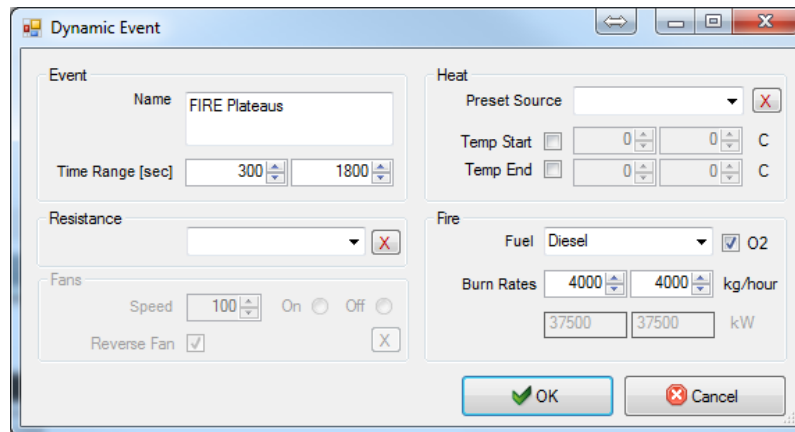 Dynamic Event
Event
Name FIRE Plateaus
Time Range [sec] 300 1800
Resistance
X
Fans
Speed 100 On Off
Reverse Fan X
Heat
Preset Source X
Temp Start 0 0 C
Temp End 0 0 C
Fire
Fuel Diesel O2
Burn Rates 4000 4000 kg/hour
37500 37500 kW
OK Cancel